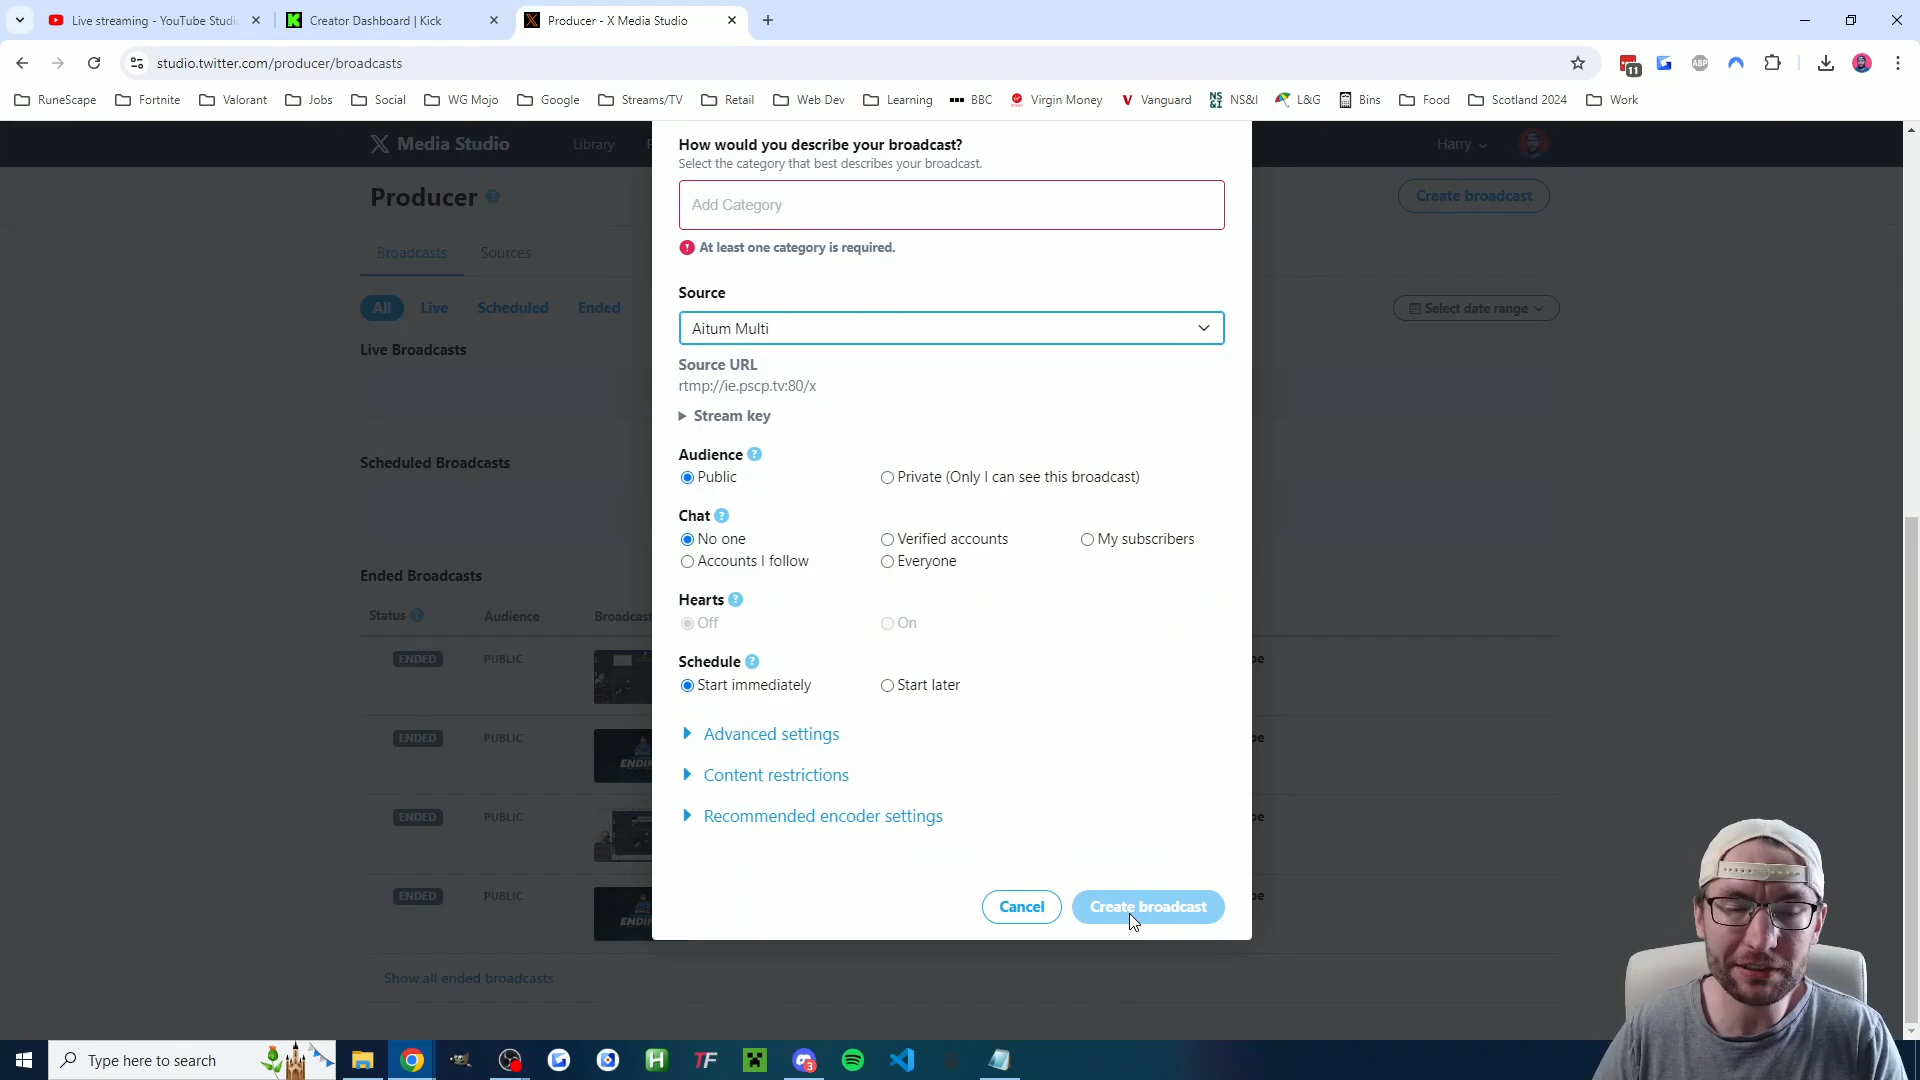 Live streaming - YouTube Studi
Creator Dashboard | Kick
Producer - X Media Studio
studio.twitter.com/producer/broadcasts
11
ABP
RuneScape
Fortnite
Valorant
Jobs
Social
WG Mojo
Google
Streams/TV
Retail
Web Dev
Learning
BBC
Virgin Money
Vanguard
NS&I
L&G
Bins
Food
Scotland 2024
Work
Media Studio
Library
Harry
Producer
Create broadcast
Broadcasts
Sources
All
Live
Scheduled
Ended
Select date range
Live Broadcasts
Scheduled Broadcasts
Ended Broadcasts
Status
Audience
Broadcast
ENDED
PUBLIC
ENDED
PUBLIC
ENDED
PUBLIC
ENDED
PUBLIC
Show all ended broadcasts
How would you describe your broadcast?
Select the category that best describes your broadcast.
Add Category
At least one category is required.
Source
Aitum Multi
Source URL
rtmp://ie.pscp.tv:80/x
Stream key
Audience
Public
Private (Only I can see this broadcast)
Chat
No one
Verified accounts
My subscribers
Accounts I follow
Everyone
Hearts
Off
On
Schedule
Start immediately
Start later
Advanced settings
Content restrictions
Recommended encoder settings
Cancel
Create broadcast
Type here to search